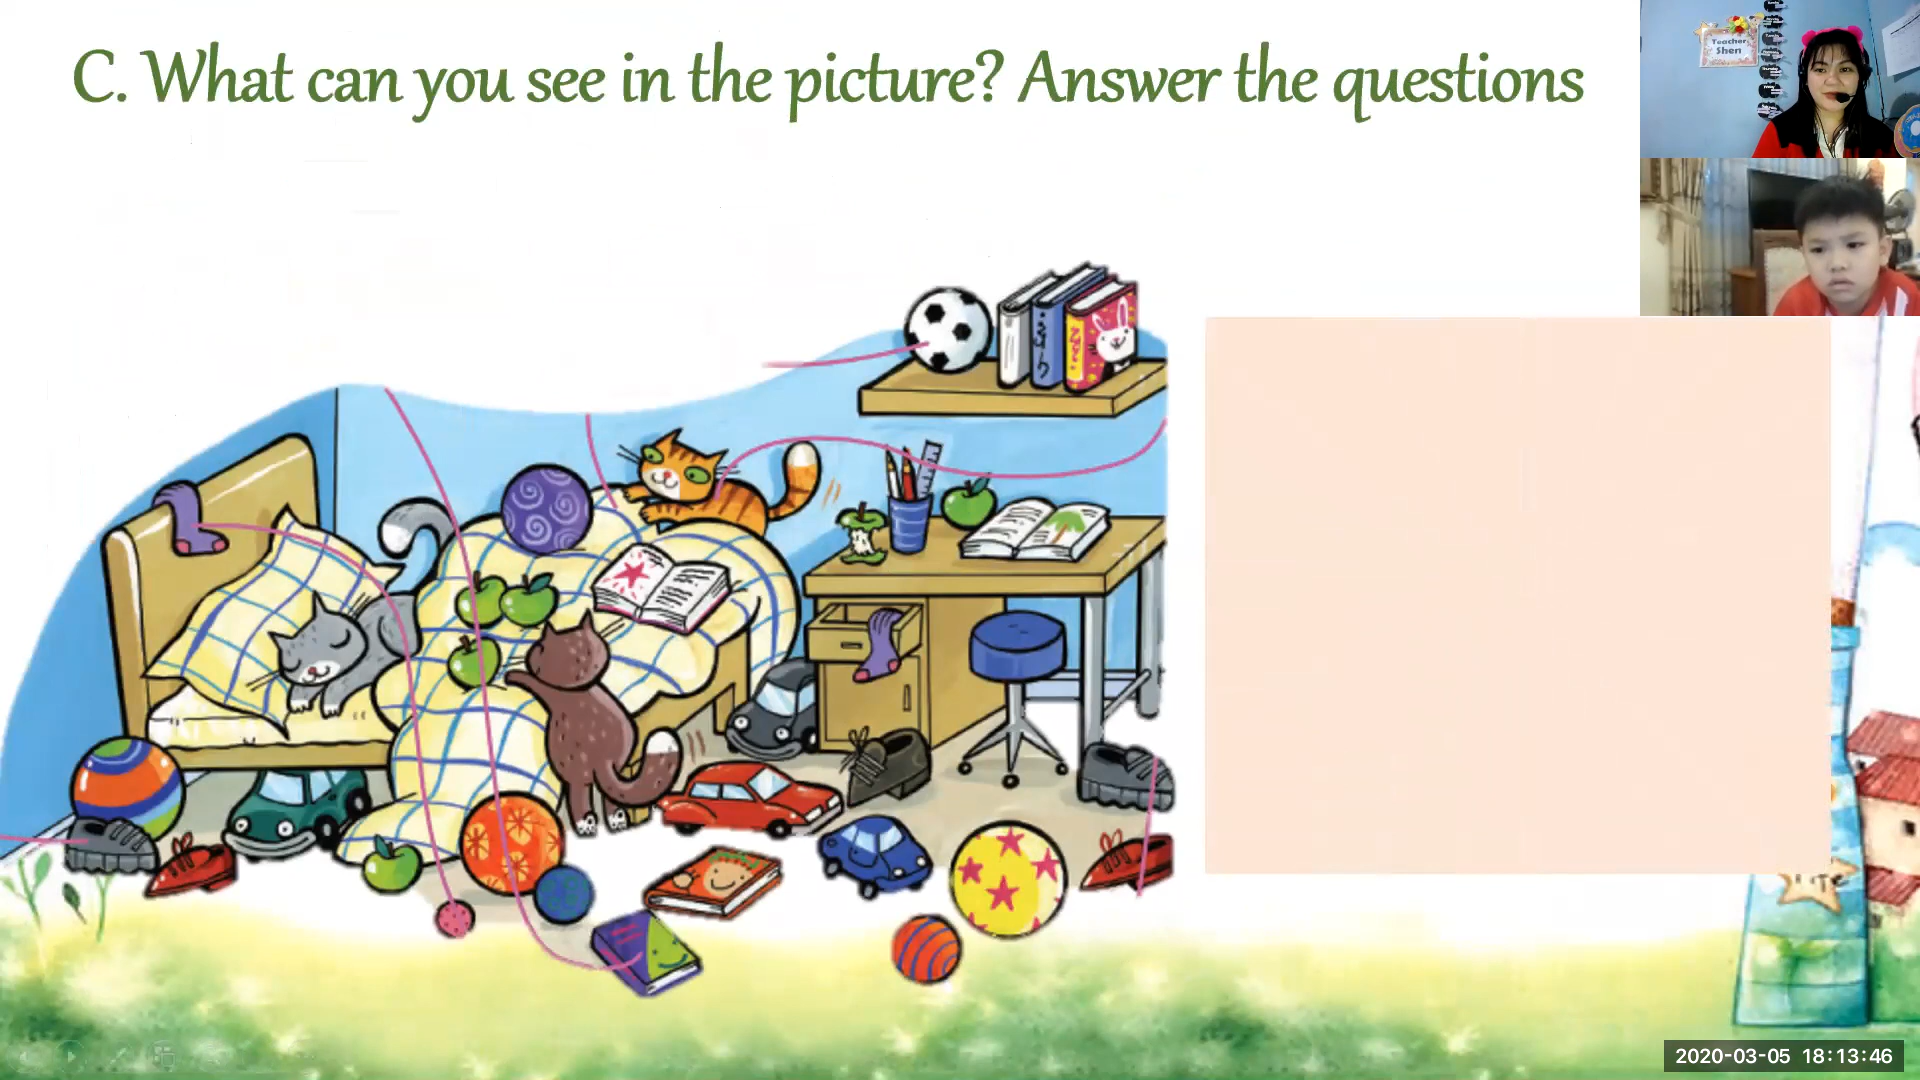 C. What can you see in the picture? Answer the questions
Teacher
Shen
2020-03-05 18:13:46